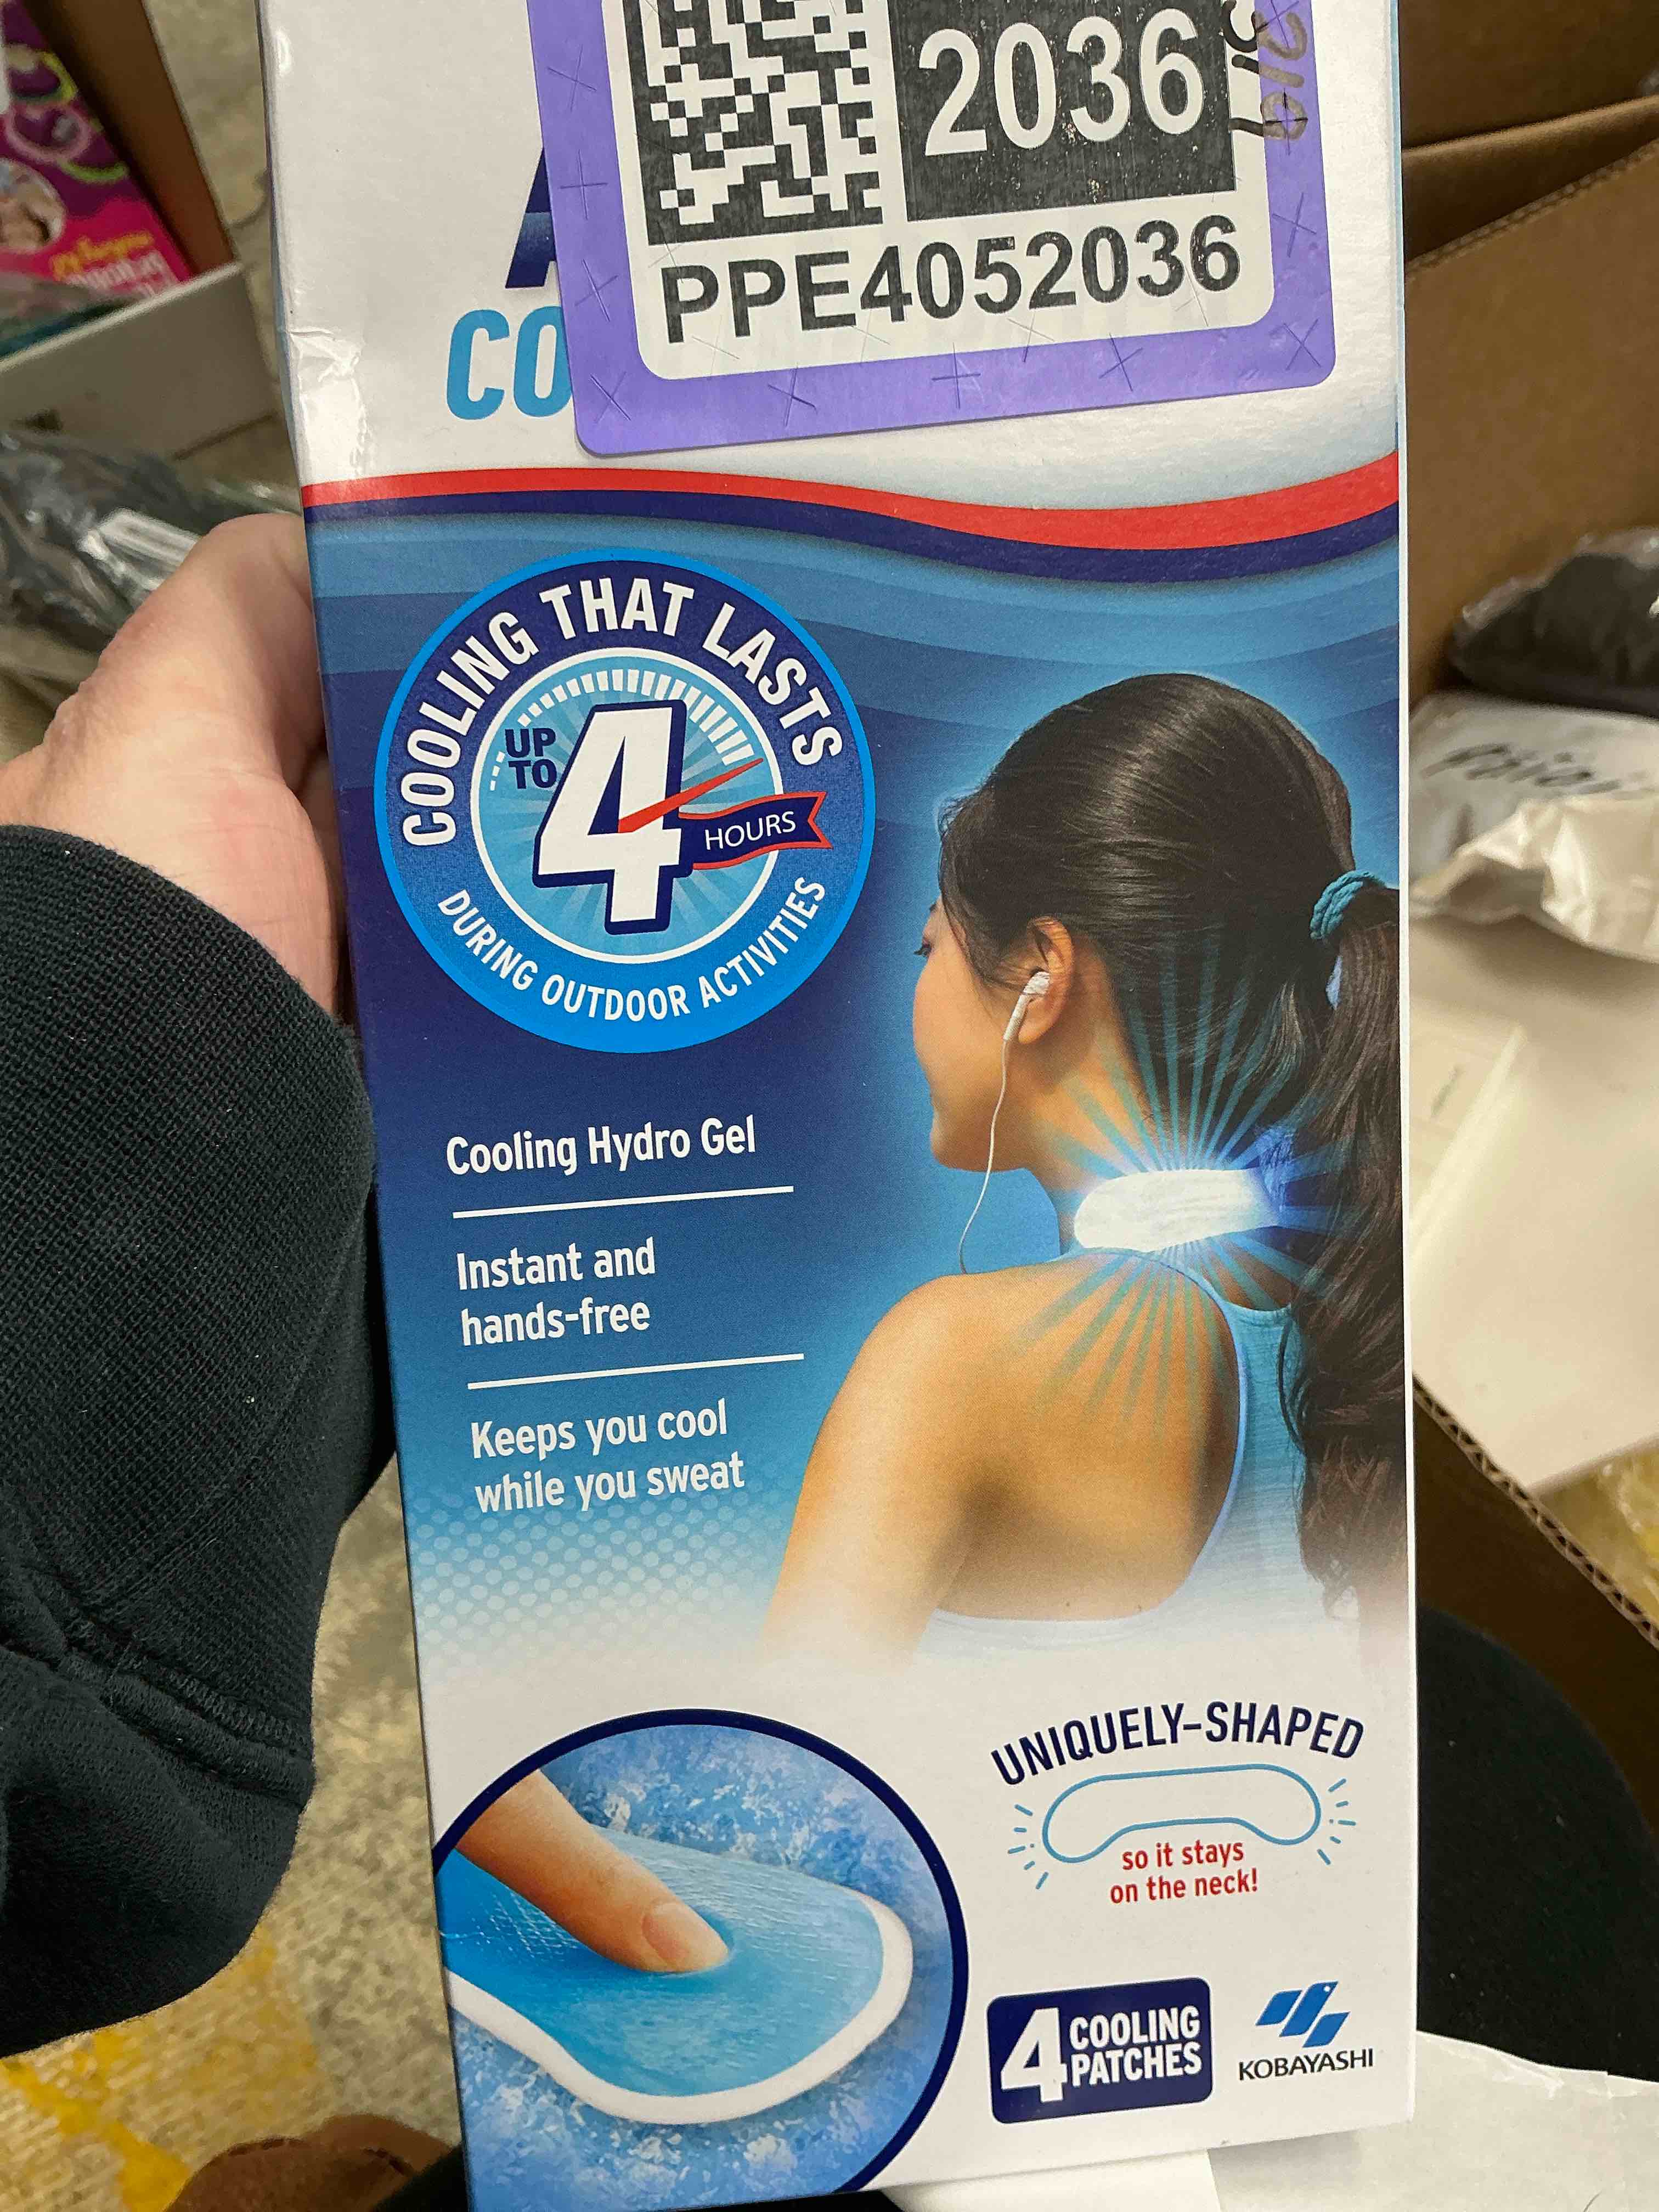 2036
PPE4052036
CO
COOLING THAT LASTS
UP
TO
4
HOURS
DURING OUTDOOR ACTIVITIES
Cooling Hydro Gel
Instant and
hands-free
Keeps you cool
while you sweat
UNIQUELY-SHAPED
so it stays
on the neck!
4 COOLING
PATCHES
KOBAYASHI